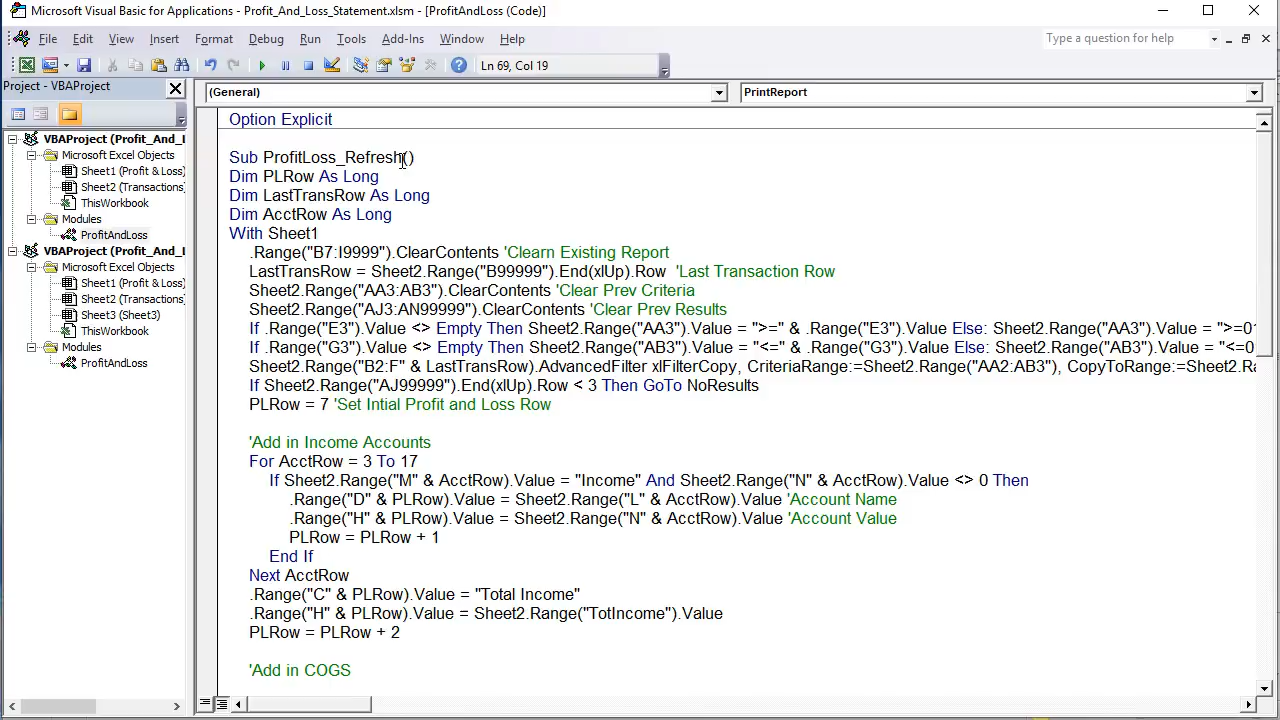 Microsoft Visual Basic for Applications - Profit_And_Loss_Statement.xlsm - [ProfitAndLoss (Code)]
File Edit View Insert Format Debug Run Tools Add-Ins Window Help
Type a question for help
Ln 69, Col 19
Project - VBAProject
(General)
PrintReport
VBAProject (Profit_And_L
Microsoft Excel Objects
Sheet1 (Profit & Loss)
Sheet2 (Transactions)
ThisWorkbook
Modules
ProfitAndLoss
VBAProject (Profit_And_L
Microsoft Excel Objects
Sheet1 (Profit & Loss)
Sheet2 (Transactions)
Sheet3 (Sheet3)
ThisWorkbook
Modules
ProfitAndLoss
Option Explicit
Sub ProfitLoss_Refresh()
Dim PLRow As Long
Dim LastTransRow As Long
Dim AcctRow As Long
With Sheet1
.Range("B7:I9999").ClearContents 'Clearn Existing Report
LastTransRow = Sheet2.Range("B99999").End(xlUp).Row 'Last Transaction Row
Sheet2.Range("AA3:AB3").ClearContents 'Clear Prev Criteria
Sheet2.Range("AJ3:AN99999").ClearContents 'Clear Prev Results
If .Range("E3").Value <> Empty Then Sheet2.Range("AA3").Value = ">=" & .Range("E3").Value Else: Sheet2.Range("AA3").Value = ">=01
If .Range("G3").Value <> Empty Then Sheet2.Range("AB3").Value = "<=" & .Range("G3").Value Else: Sheet2.Range("AB3").Value = "<=0
Sheet2.Range("B2:F" & LastTransRow).AdvancedFilter xlFilterCopy, CriteriaRange:=Sheet2.Range("AA2:AB3"), CopyToRange:=Sheet2.Ra
If Sheet2.Range("AJ99999").End(xlUp).Row < 3 Then GoTo NoResults
PLRow = 7 'Set Intial Profit and Loss Row
'Add in Income Accounts
For AcctRow = 3 To 17
If Sheet2.Range("M" & AcctRow).Value = "Income" And Sheet2.Range("N" & AcctRow).Value <> 0 Then
.Range("D" & PLRow).Value = Sheet2.Range("L" & AcctRow).Value 'Account Name
.Range("H" & PLRow).Value = Sheet2.Range("N" & AcctRow).Value 'Account Value
PLRow = PLRow + 1
End If
Next AcctRow
.Range("C" & PLRow).Value = "Total Income"
.Range("H" & PLRow).Value = Sheet2.Range("TotIncome").Value
PLRow = PLRow + 2
'Add in COGS